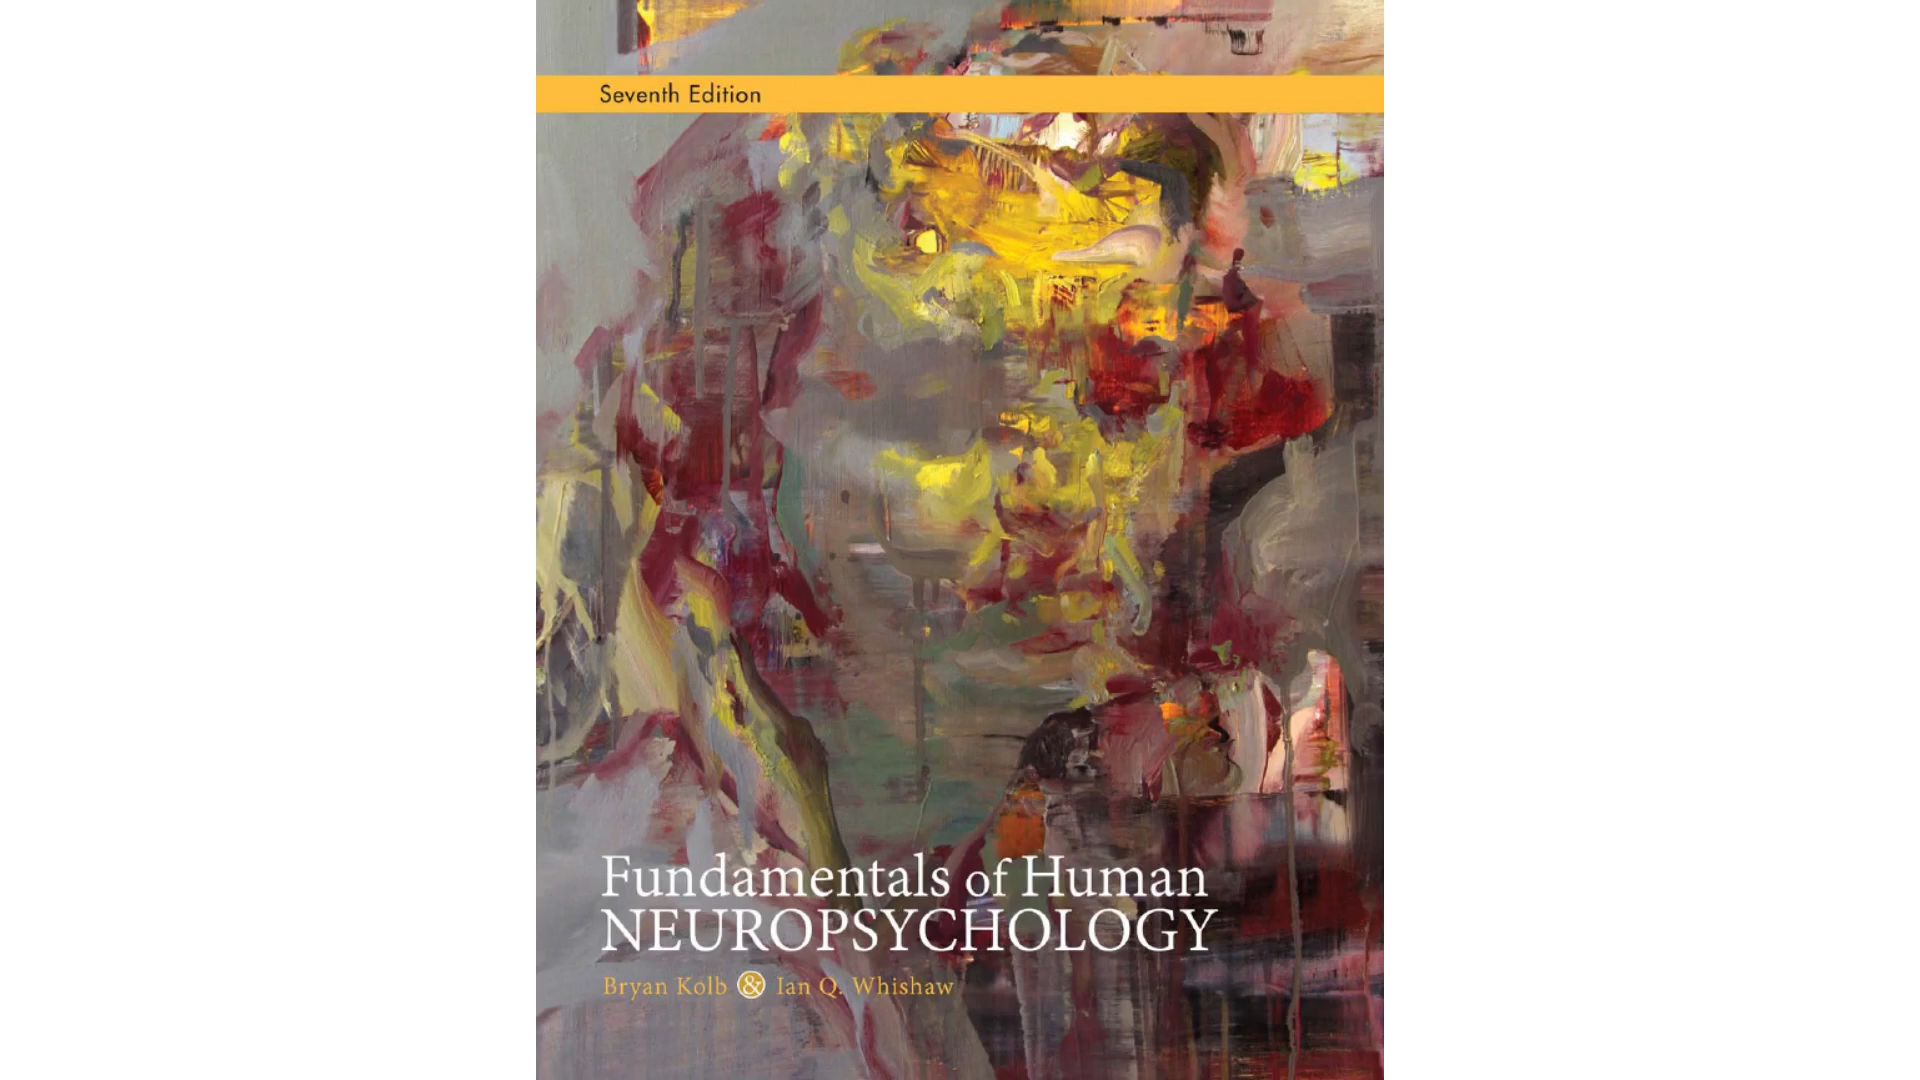 Seventh Edition
Fundamentals of Human
NEUROPSYCHOLOGY
Bryan Kolb & Ian Q. Whishaw